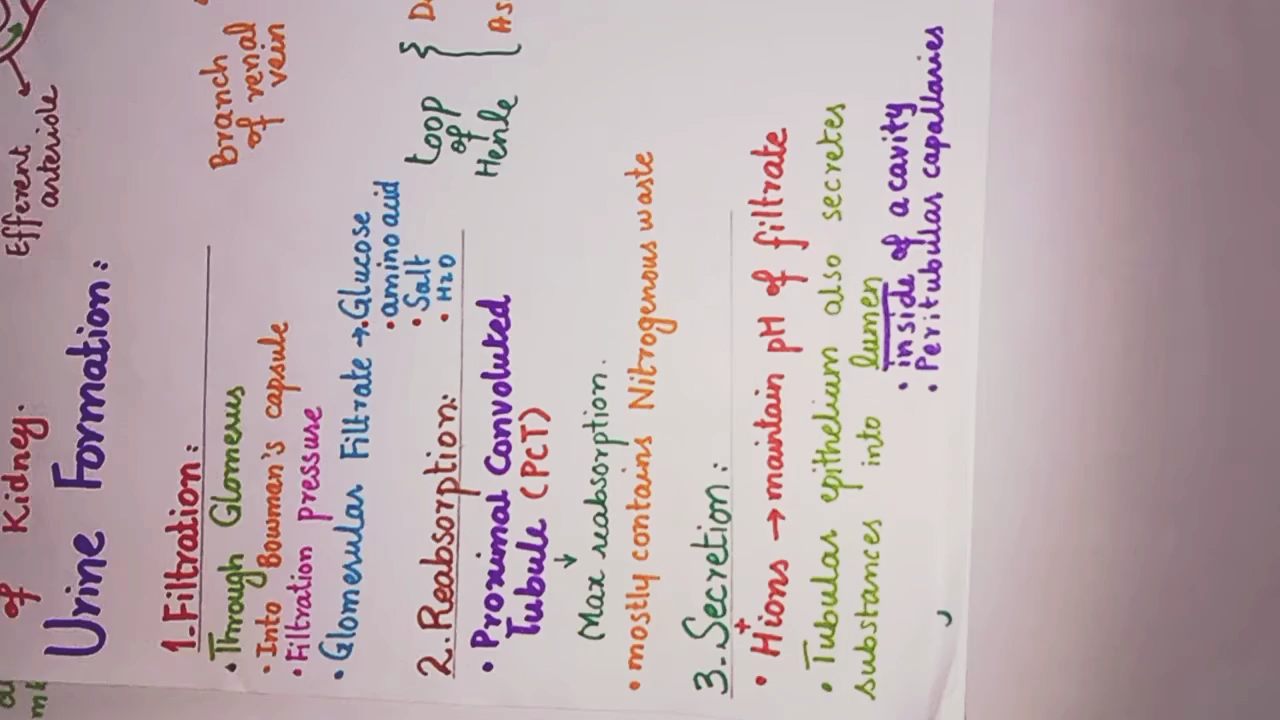 of Kidney.
Efferent
arteriole
Urine Formation:
1. Filtration:
• Through Glomerus
• Into Bowman's capsule
• Filtration pressure
• Glomerular Filtrate → • Glucose
• amino acid
• Salt
• H2O
Branch
of renal
vein
2. Reabsorption:
• Proximal Convoluted
Tubule (PCT)
↓
(Max reabsorption.
• mostly contains Nitrogenous waste
Loop
of
Henle
3. Secretion:
• H+ ions → maintain pH of filtrate
• Tubular epithelium also secretes
substances into lumen
• inside of a cavity
• Peritubular capallaries